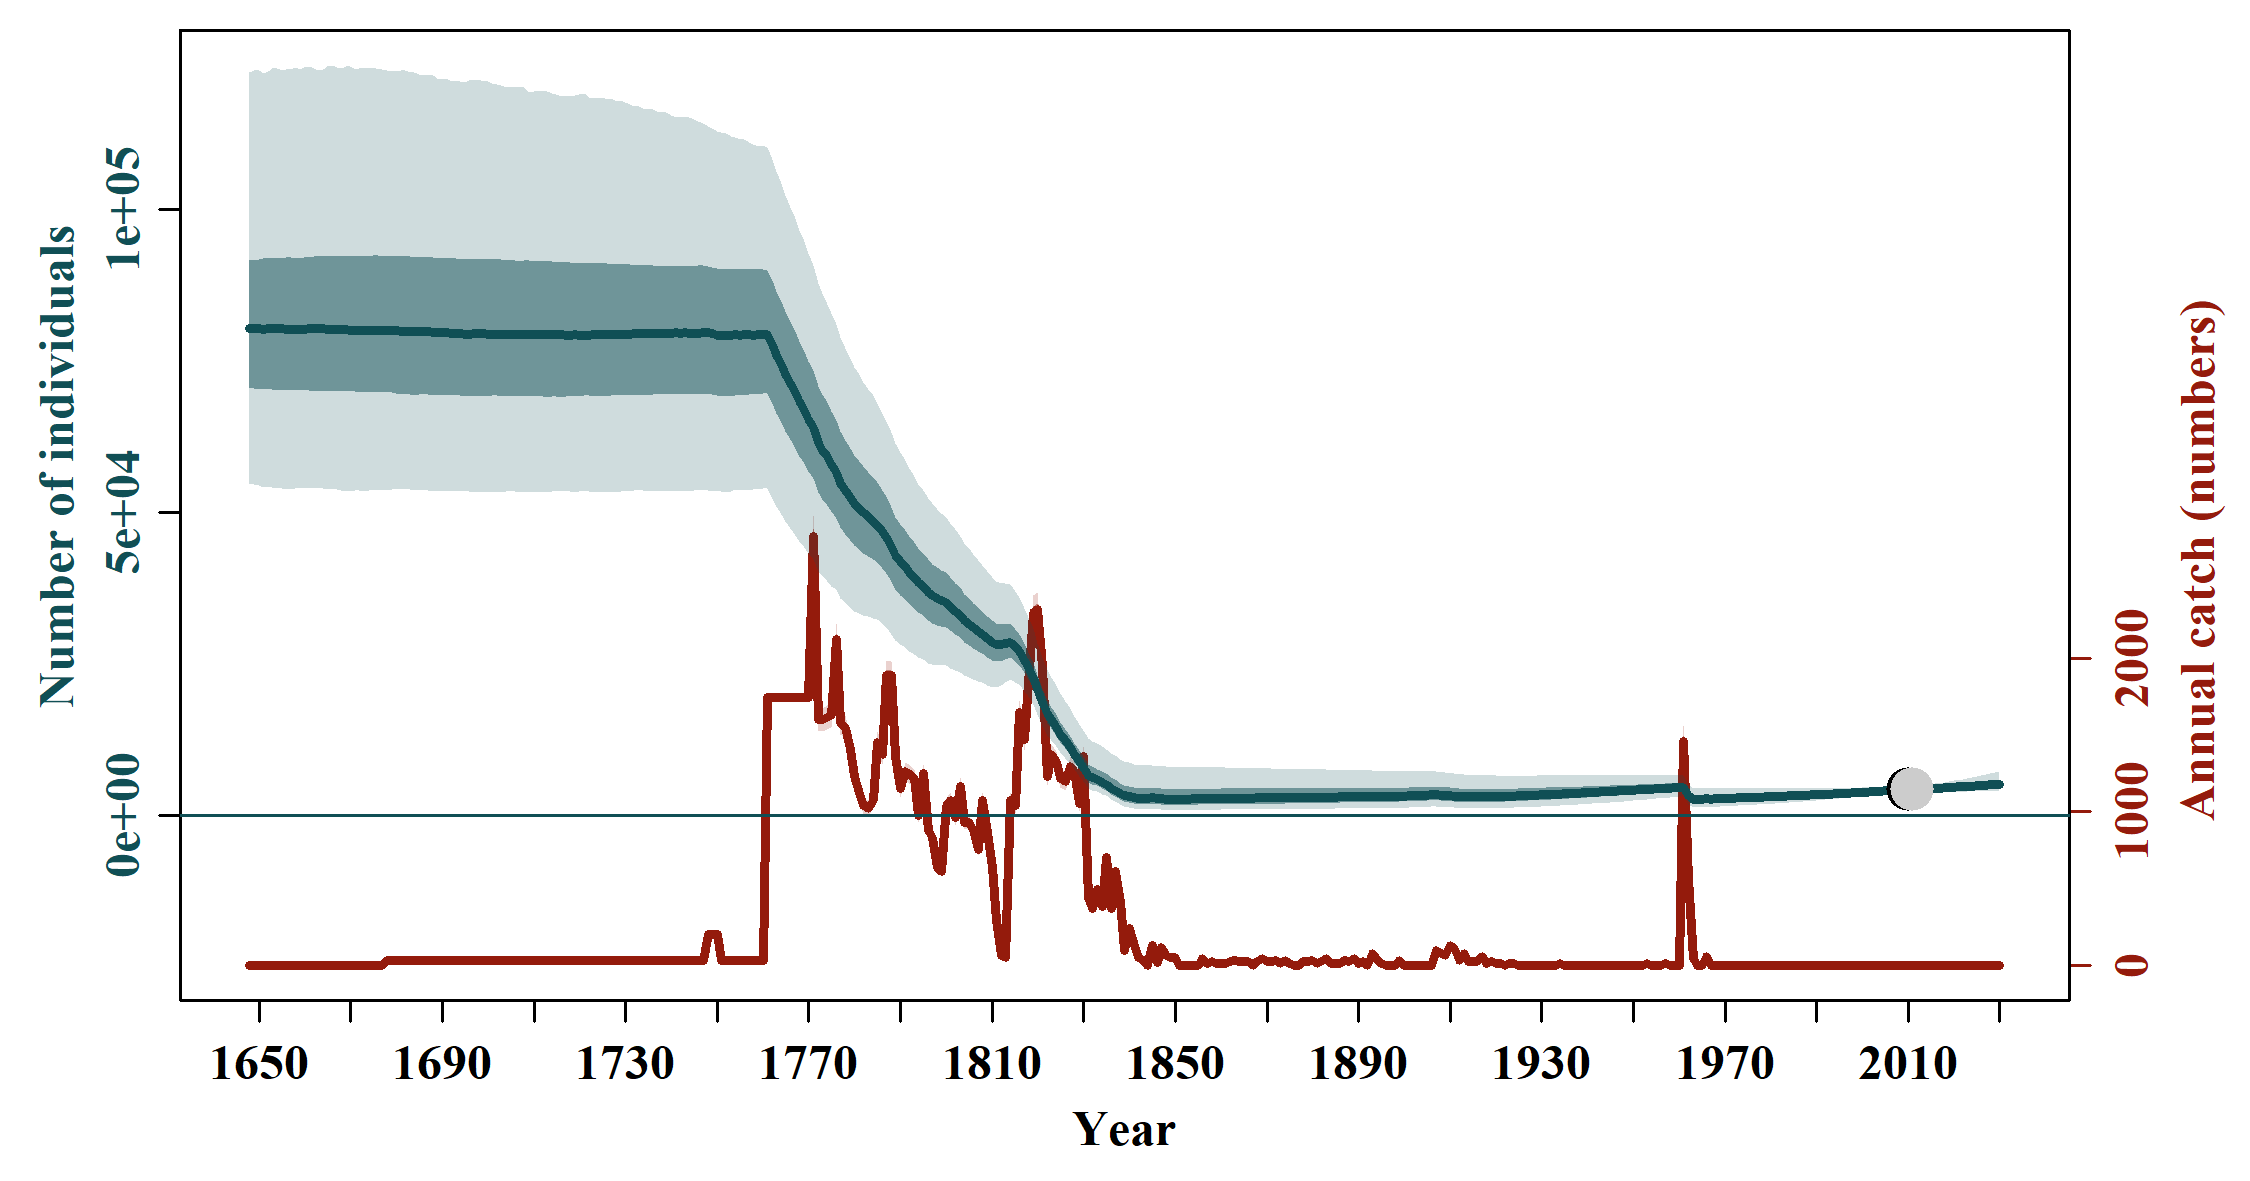 Number of individuals
1e+05
5e+04
0e+00
Annual catch (numbers)
2000
1000
0
1650 1690 1730 1770 1810 1850 1890 1930 1970 2010
Year